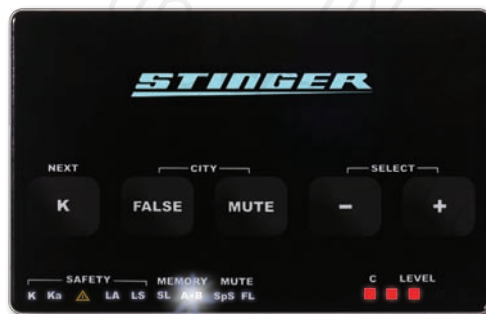 STINGER
NEXT CITY SELECT
K FALSE MUTE - +
SAFETY MEMORY MUTE C LEVEL
K Ka LA LS SL A+B SpS FL